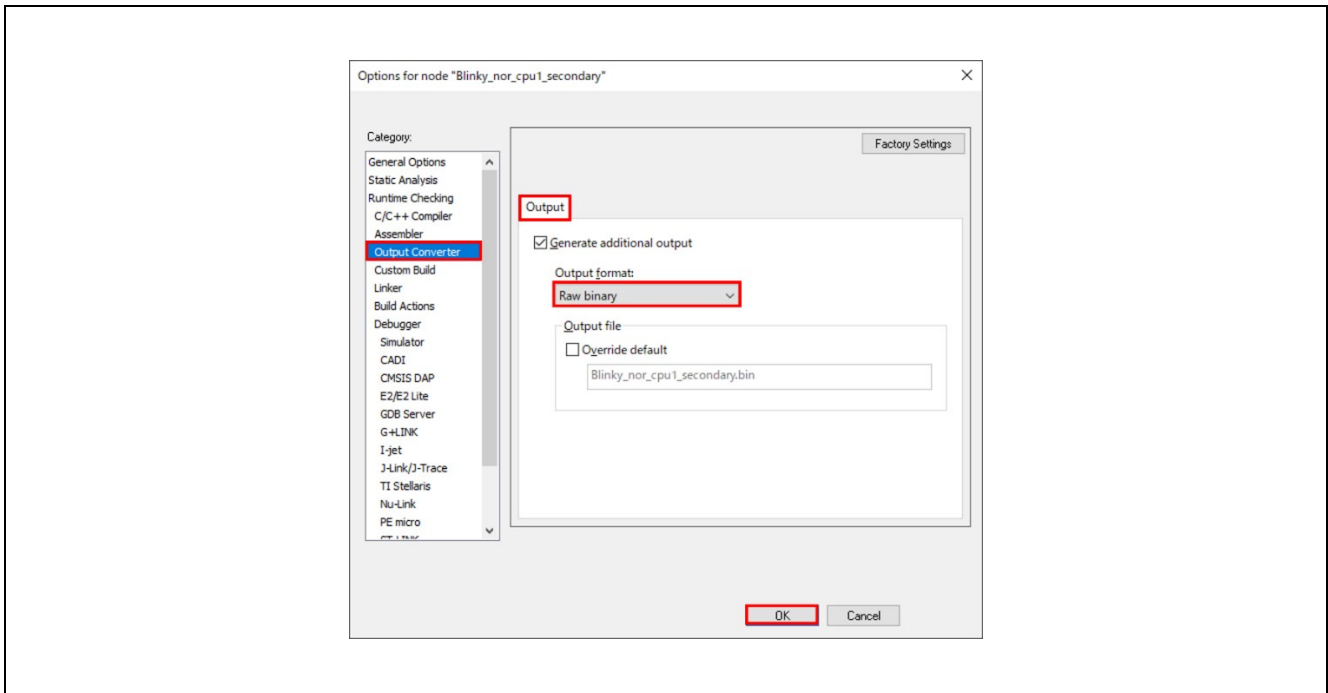 Options for node "Blinky_nor_cpu1_secondary"
Category:
General Options
Static Analysis
Runtime Checking
C/C++ Compiler
Assembler
Output Converter
Custom Build
Linker
Build Actions
Debugger
Simulator
CADI
CMSIS DAP
E2/E2 Lite
GDB Server
G+LINK
I-jet
J-Link/J-Trace
TI Stellaris
Nu-Link
PE micro
Factory Settings
Output
Generate additional output
Output format:
Raw binary
Output file
Override default
Blinky_nor_cpu1_secondary.bin
OK
Cancel